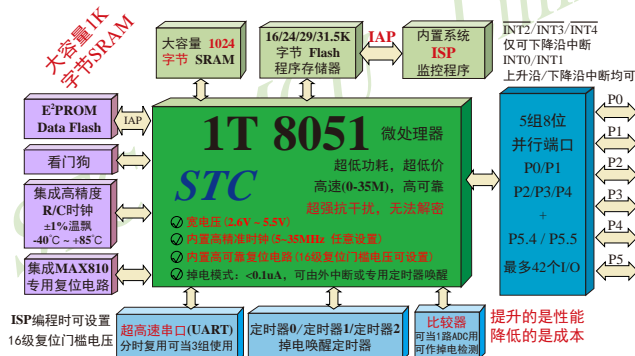 大容量1K
字节SRAM
大容量 1024
字节 SRAM
16/24/29/31.5K
字节 Flash
程序存储器
IAP
内置系统
ISP
监控程序
INT2/INT3/INT4
仅可下降沿中断
INT0/INT1
上升沿/下降沿中断均可
E²PROM
Data Flash
IAP
看门狗
集成高精度
R/C时钟
±1%温飘
-40℃ ~ +85℃
集成MAX810
专用复位电路
ISP编程时可设置
16级复位门槛电压
1T 8051 微处理器
STC
超低功耗，超低价
高速(0-35M)，高可靠
超强抗干扰，无法解密
宽电压(2.6V ~ 5.5V)
内置高精准时钟(5~35MHz 任意设置)
内置高可靠复位电路(16级复位门槛电压可设置)
掉电模式：<0.1uA，可由外中断或专用定时器唤醒
5组8位
并行端口
P0/P1
P2/P3/P4
+
P5.4 / P5.5
最多42个I/O
P0
P1
P2
P3
P4
P5
超高速串口(UART)
分时复用可当3组使用
定时器0/定时器1/定时器2
掉电唤醒定时器
比较器
可当1路ADC用
可作掉电检测
提升的是性能
降低的是成本